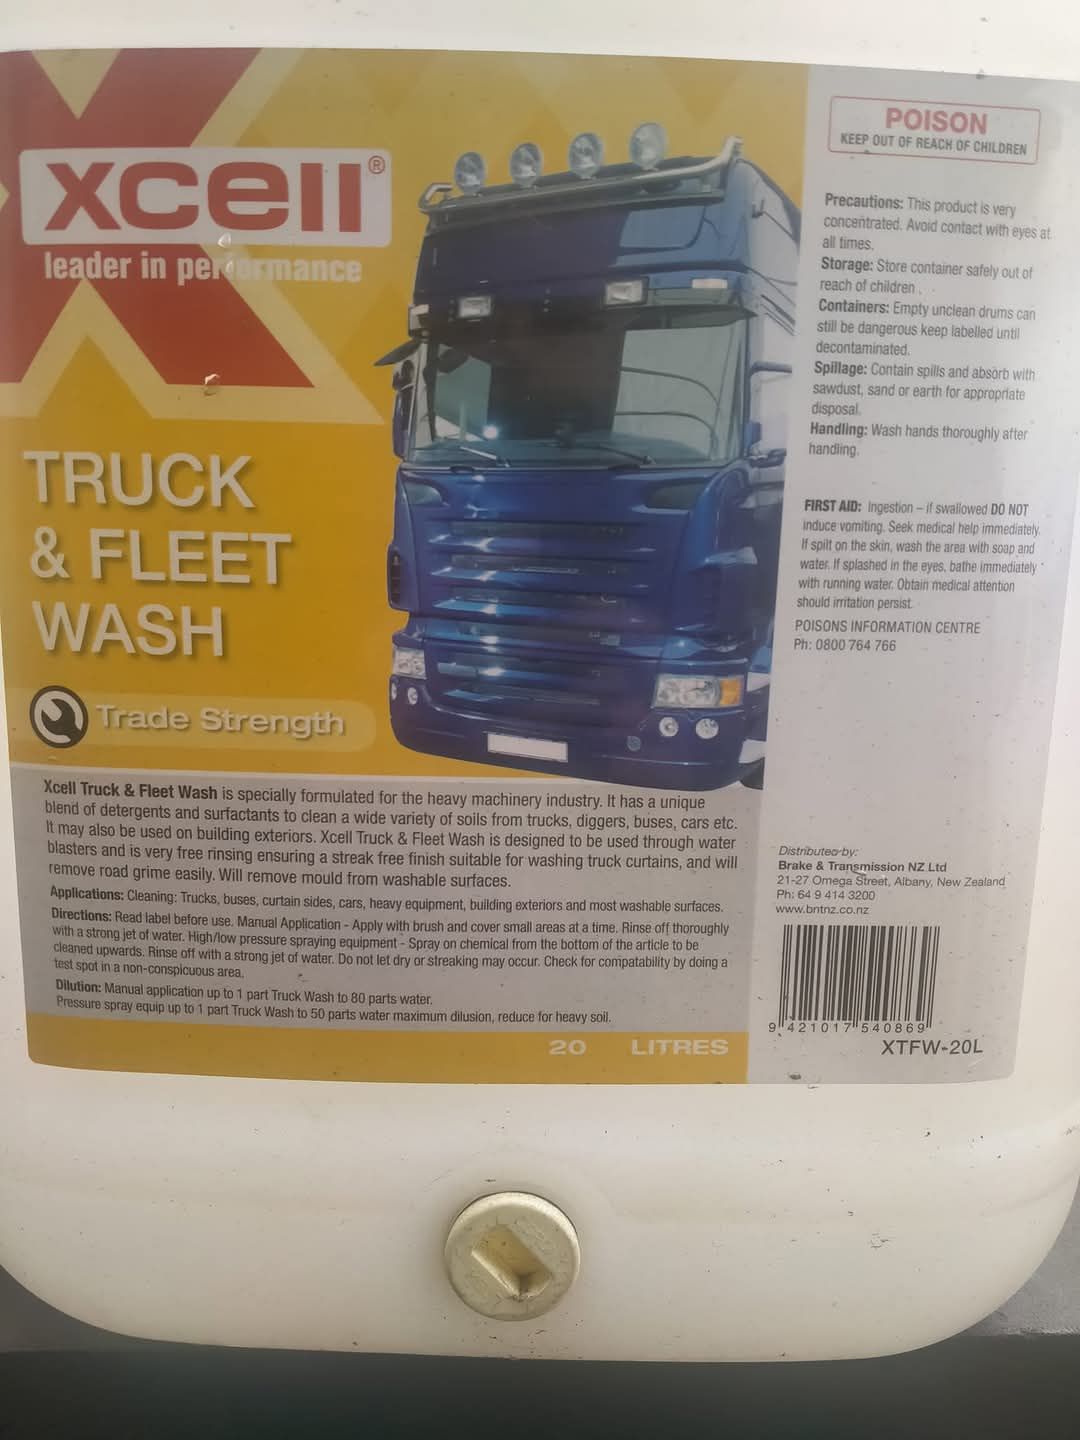 xcell®
leader in performance
TRUCK
& FLEET
WASH
Trade Strength
Xcell Truck & Fleet Wash is specially formulated for the heavy machinery industry. It has a unique
blend of detergents and surfactants to clean a wide variety of soils from trucks, diggers, buses, cars etc.
It may also be used on building exteriors. Xcell Truck & Fleet Wash is designed to be used through water
blasters and is very free rinsing ensuring a streak free finish suitable for washing truck curtains, and will
remove road grime easily. Will remove mould from washable surfaces.
Applications: Cleaning: Trucks, buses, curtain sides, cars, heavy equipment, building exteriors and most washable surfaces.
Directions: Read label before use. Manual Application - Apply with brush and cover small areas at a time. Rinse off thoroughly
with a strong jet of water. High/low pressure spraying equipment - Spray on chemical from the bottom of the article to be
cleaned upwards. Rinse off with a strong jet of water. Do not let dry or streaking may occur. Check for compatability by doing a
test spot in a non-conspicuous area.
Dilution: Manual application up to 1 part Truck Wash to 80 parts water.
Pressure spray equip up to 1 part Truck Wash to 50 parts water maximum dilusion, reduce for heavy soil.
20 LITRES
POISON
KEEP OUT OF REACH OF CHILDREN
Precautions: This product is very
concentrated. Avoid contact with eyes at
all times.
Storage: Store container safely out of
reach of children .
Containers: Empty unclean drums can
still be dangerous keep labelled until
decontaminated.
Spillage: Contain spills and absorb with
sawdust, sand or earth for appropriate
disposal.
Handling: Wash hands thoroughly after
handling.
FIRST AID: Ingestion – if swallowed DO NOT
induce vomiting. Seek medical help immediately.
If spilt on the skin, wash the area with soap and
water. If splashed in the eyes, bathe immediately
with running water. Obtain medical attention
should irritation persist.
POISONS INFORMATION CENTRE
Ph: 0800 764 766
Distributed by:
Brake & Transmission NZ Ltd
21-27 Omega Street, Albany, New Zealand
Ph: 64 9 414 3200
www.bntnz.co.nz
9 421017 540869
XTFW-20L